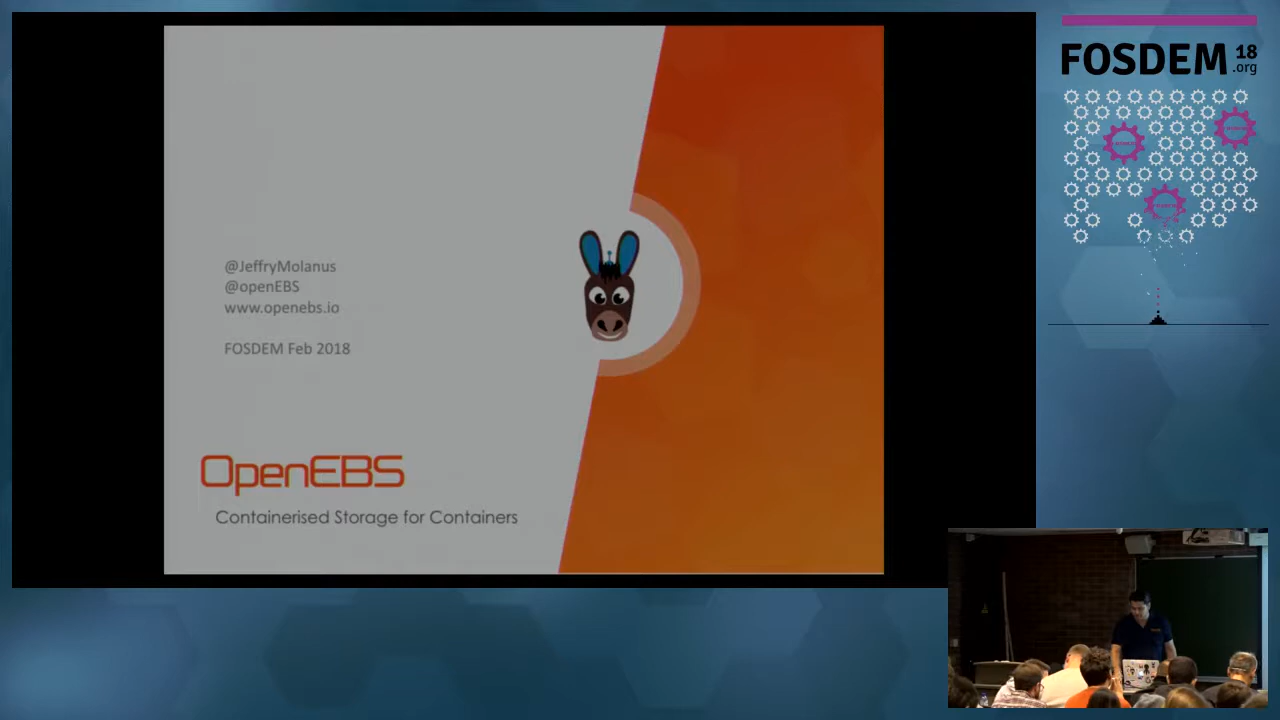 @JeffryMolanus
@openEBS
www.openebs.io
FOSDEM Feb 2018
OpenEBS
Containerised Storage for Containers
FOSDEM 18
.org